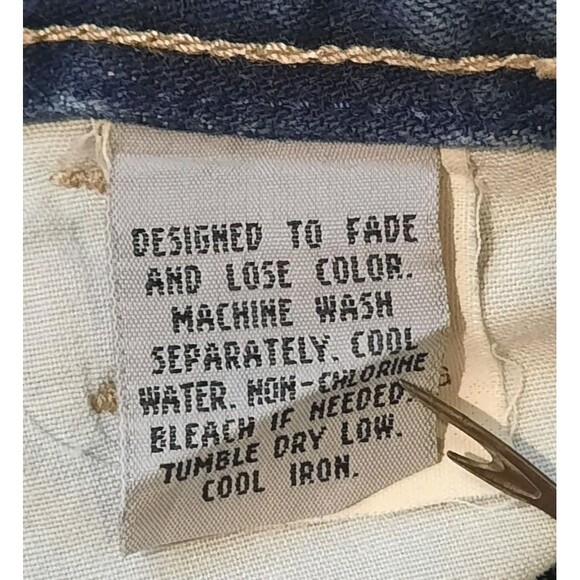 DESIGNED TO FADE
AND LOSE COLOR.
MACHINE WASH
SEPARATELY. COOL
WATER. NON-CHLORINE
BLEACH IF NEEDED.
TUMBLE DRY LOW.
COOL IRON.